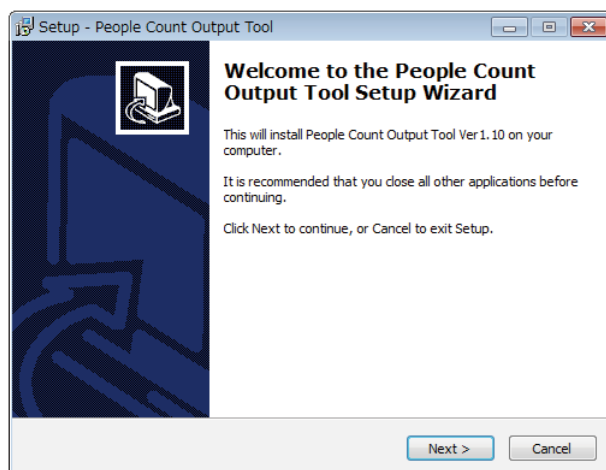 Setup - People Count Output Tool
Welcome to the People Count
Output Tool Setup Wizard
This will install People Count Output Tool Ver1.10 on your
computer.
It is recommended that you close all other applications before
continuing.
Click Next to continue, or Cancel to exit Setup.
Next >
Cancel